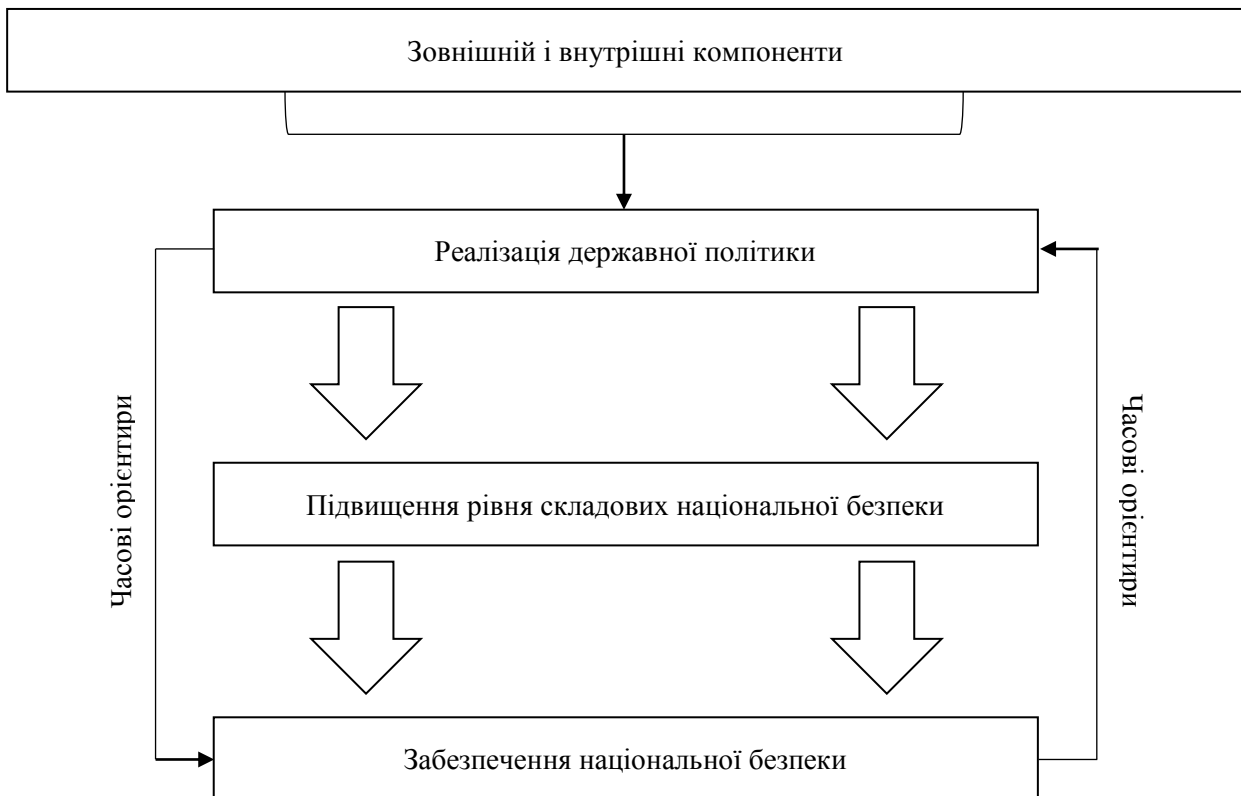 Зовнішній і внутрішні компоненти
Реалізація державної політики
Часові орієнтири
Часові орієнтири
Підвищення рівня складових національної безпеки
Забезпечення національної безпеки